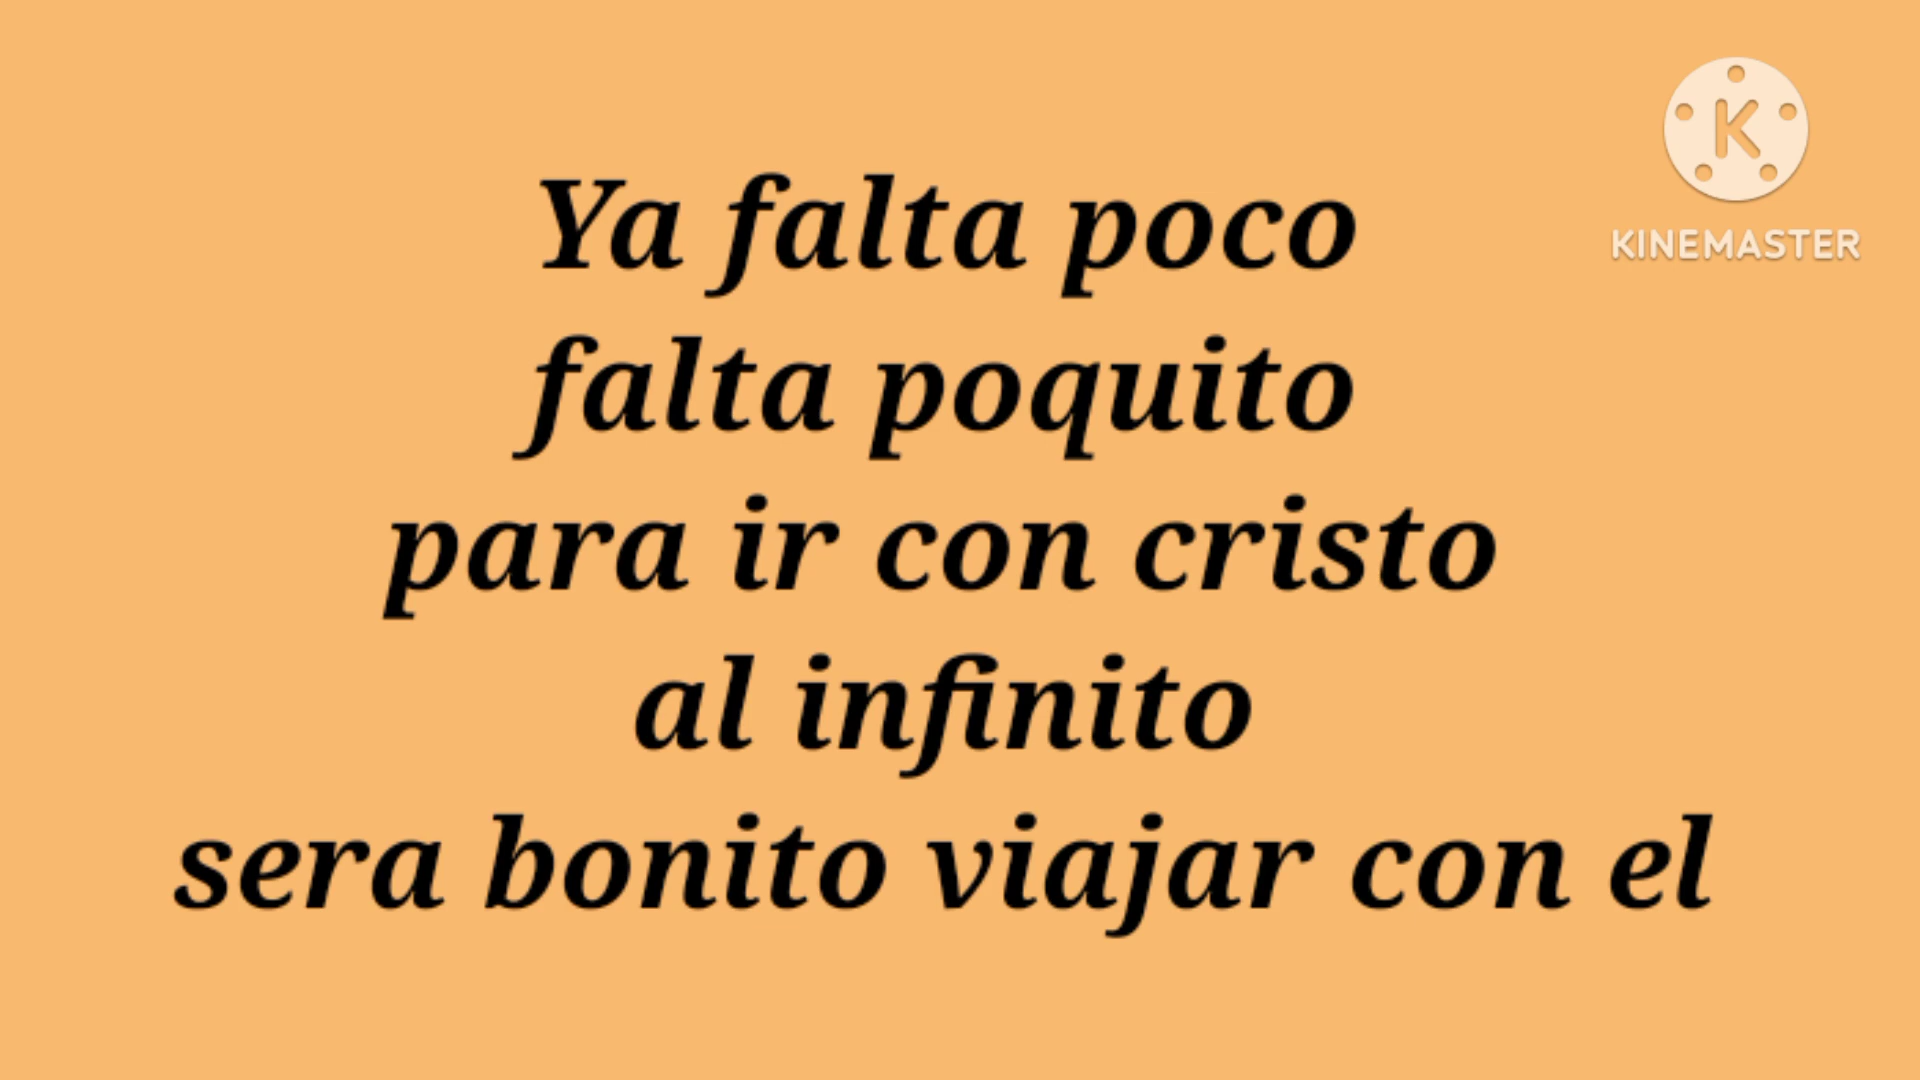 K
KINEMASTER
Ya falta poco
falta poquito
para ir con cristo
al infinito
sera bonito viajar con el